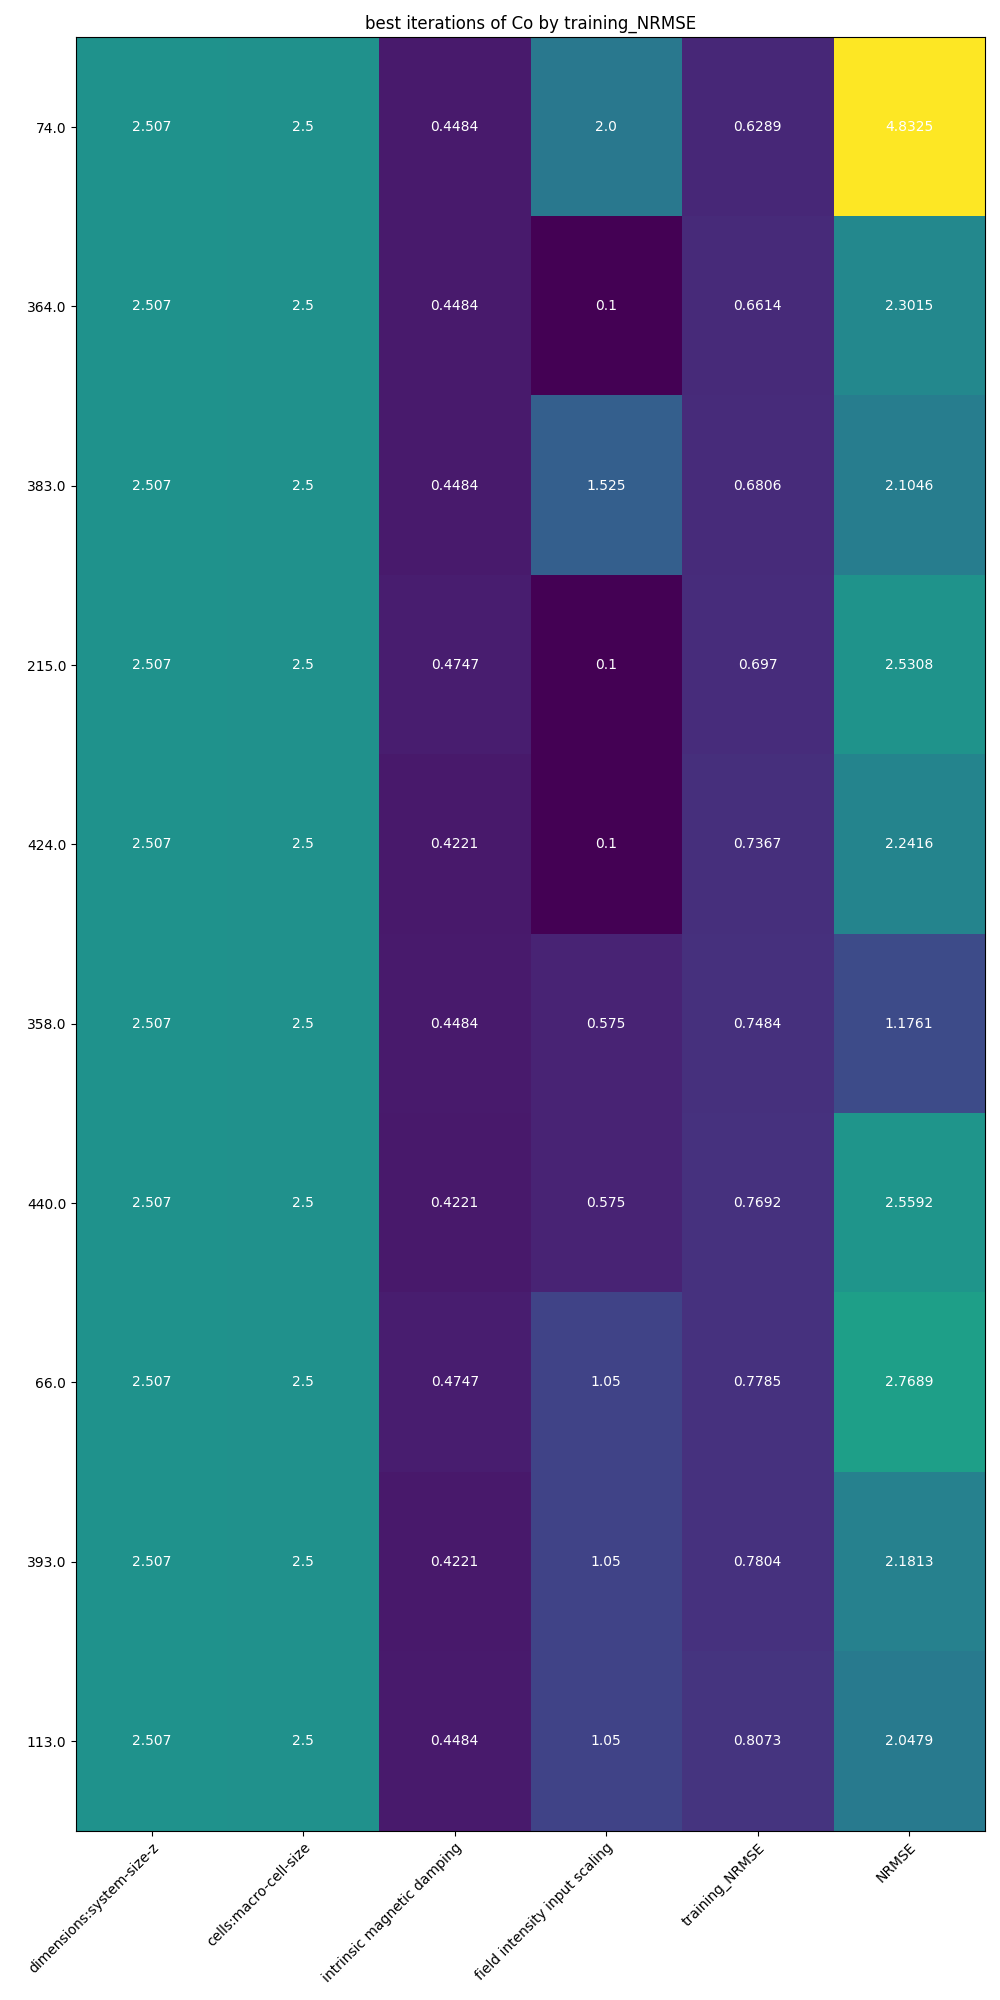 best iterations of Co by training_NRMSE
74.0 2.507 2.5 0.4484 2.0 0.6289 4.8325
364.0 2.507 2.5 0.4484 0.1 0.6614 2.3015
383.0 2.507 2.5 0.4484 1.525 0.6806 2.1046
215.0 2.507 2.5 0.4747 0.1 0.697 2.5308
424.0 2.507 2.5 0.4221 0.1 0.7367 2.2416
358.0 2.507 2.5 0.4484 0.575 0.7484 1.1761
440.0 2.507 2.5 0.4221 0.575 0.7692 2.5592
66.0 2.507 2.5 0.4747 1.05 0.7785 2.7689
393.0 2.507 2.5 0.4221 1.05 0.7804 2.1813
113.0 2.507 2.5 0.4484 1.05 0.8073 2.0479
dimensions:system-size-z
cells:macro-cell-size
intrinsic magnetic damping
field intensity input scaling
training_NRMSE
NRMSE